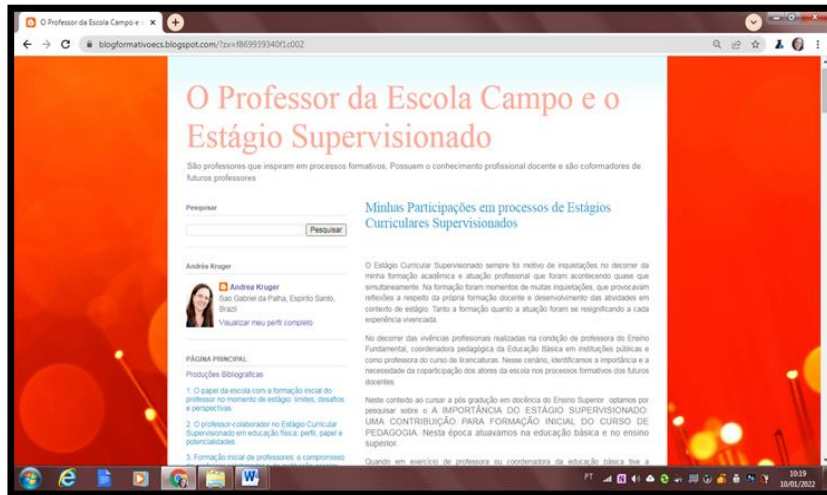 O Professor da Escola Campo e
blogformativoecs.blogspot.com/?zx=f869939340f1c002
O Professor da Escola Campo e o
Estágio Supervisionado
São professores que inspiram em processos formativos. Possuem o conhecimento profissional docente e são coformadores de
futuros professores
Pesquisar
Pesquisar
Andréa Kruger
Andrea Kruger
Sao Gabriel da Palha, Espirito Santo,
Brazil
Visualizar meu perfil completo
PÁGINA PRINCIPAL
Produções Bibliograficas
1. O papel da escola com a formação inicial do
professor no momento de estágio: limites, desafios
e perspectivas.
2. O professor-colaborador no Estágio Curricular
Supervisionado em educação física: perfil, papel e
potencialidades
3. Formação inicial de professores: o compromisso
Minhas Participações em processos de Estágios
Curriculares Supervisionados
O Estágio Curricular Supervisionado sempre foi motivo de inquietações no decorrer da
minha formação acadêmica e atuação profissional que foram acontecendo quase que
simultaneamente. Na formação foram momentos de muitas inquietações, que provocavam
reflexões a respeito da própria formação docente e desenvolvimento das atividades em
contexto de estágio. Tanto a formação quanto a atuação foram se resignificando a cada
experiência vivenciada.
No decorrer das vivências profissionais realizadas na condição de professora do Ensino
Fundamental, coordenadora pedagógica da Educação Básica em instituições públicas e
como professora do curso de licenciaturas. Nesse cenário, identificamos a importância e a
necessidade da coparticipação dos atores da escola nos processos formativos dos futuros
docentes.
Neste contexto ao cursar a pós gradução em docência do Ensino Superior optamos por
pesquisar sobre o A IMPORTÂNCIA DO ESTÁGIO SUPERVISIONADO:
UMA CONTRIBUIÇÃO PARA FORMAÇÃO INICIAL DO CURSO DE
PEDAGOGIA. Nesta época atuavamos na educação básica e no ensino
superior.
Quando em exercício de professora ou coordenadora da educação básica tive a
PT
10:19
10/01/2022